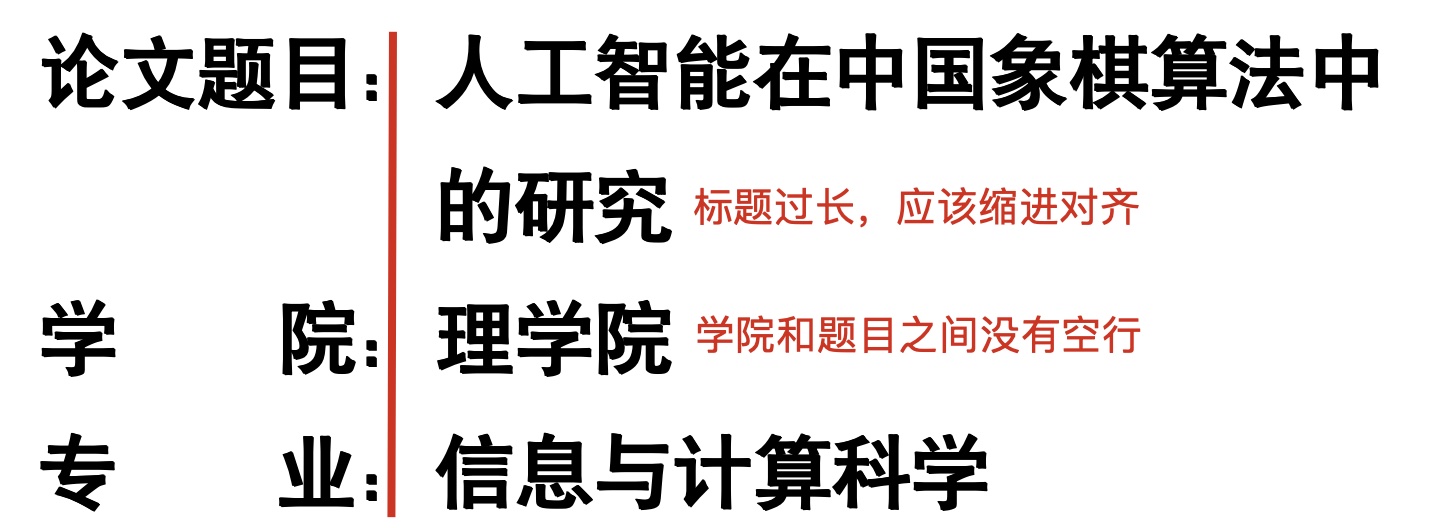 论文题目：人工智能在中国象棋算法中
的研究 标题过长，应该缩进对齐
学 院：理学院 学院和题目之间没有空行
专 业：信息与计算科学